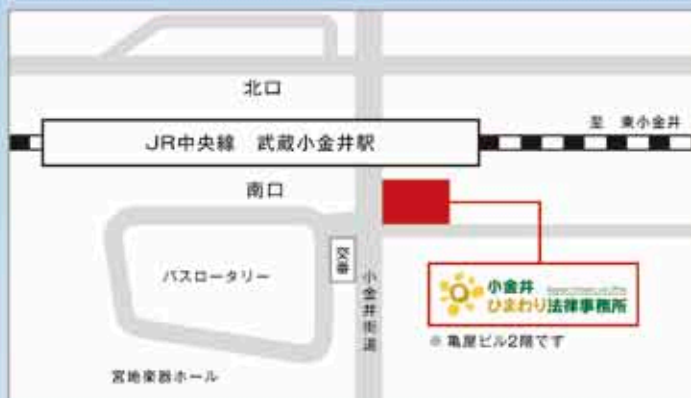 北口
至 東小金井
JR中央線 武蔵小金井駅
南口
交番
バスロータリー
小金井街道
小金井
ひまわり法律事務所
※ 亀屋ビル2階です
宮地楽器ホール